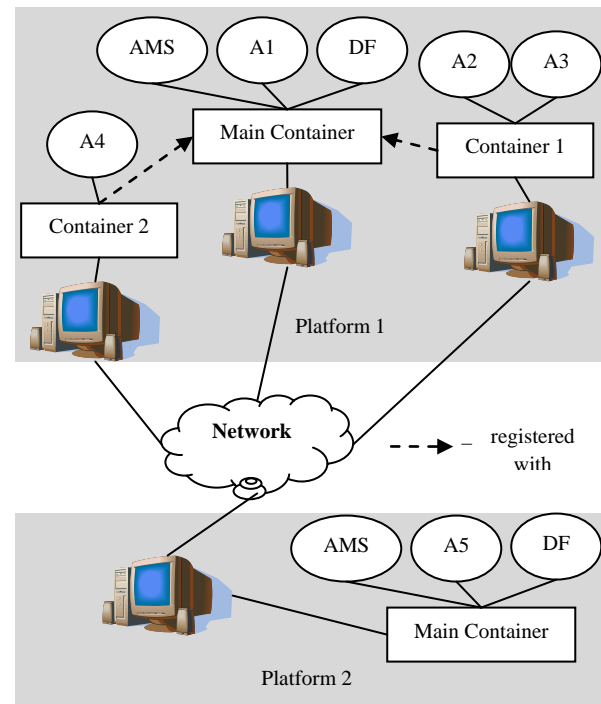 AMS
A1
DF
A2
A3
Main Container
Container 1
A4
Container 2
Platform 1
Network
– registered
with
AMS
A5
DF
Main Container
Platform 2